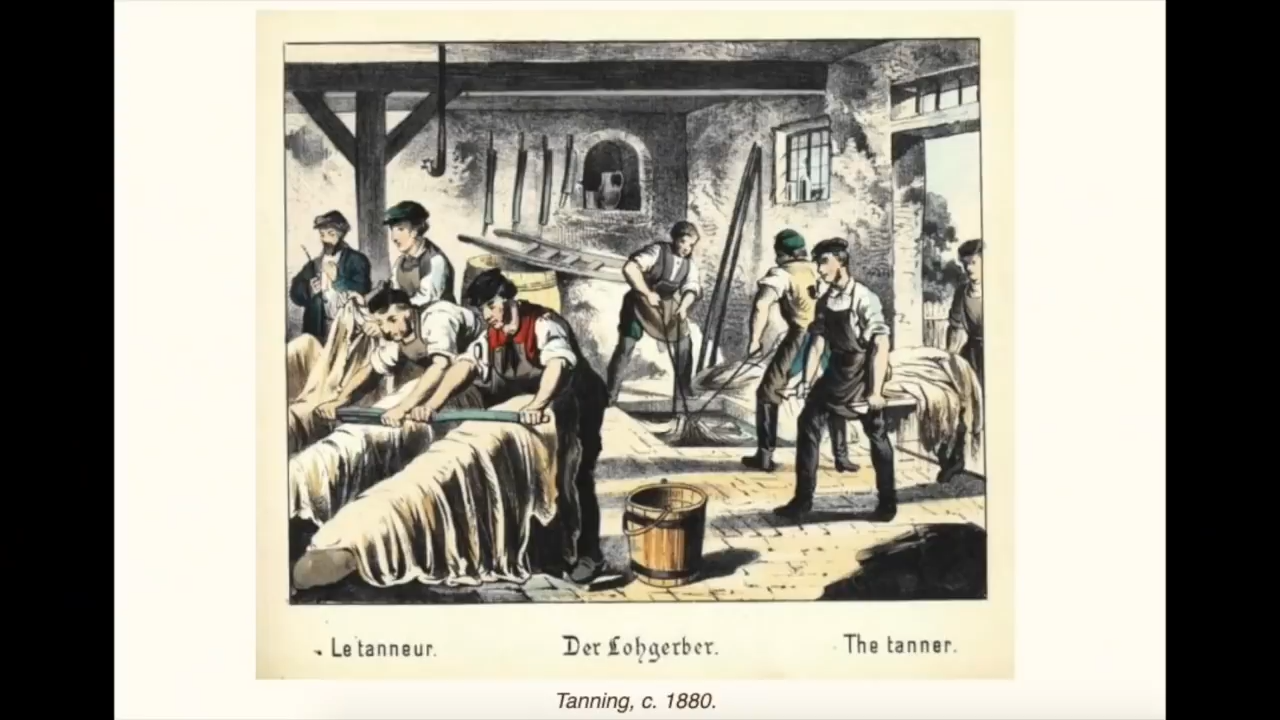 Le tanneur.
Der Lohgerber.
The tanner.
Tanning, c. 1880.